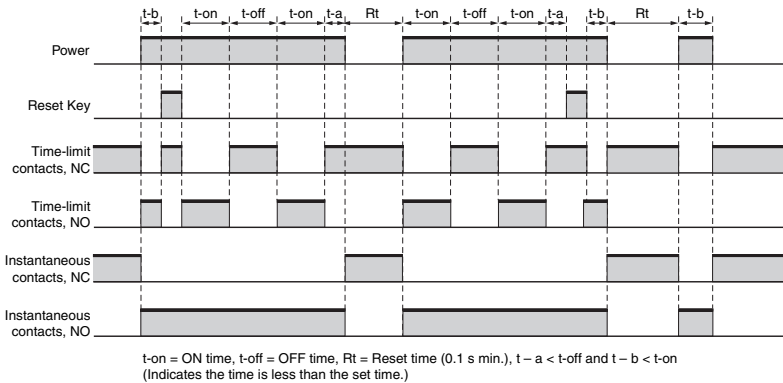 t-b t-on t-off t-on t-a Rt t-on t-off t-on t-a t-b Rt t-b
Power
Reset Key
Time-limit
contacts, NC
Time-limit
contacts, NO
Instantaneous
contacts, NC
Instantaneous
contacts, NO
t-on = ON time, t-off = OFF time, Rt = Reset time (0.1 s min.), t – a < t-off and t – b < t-on
(Indicates the time is less than the set time.)